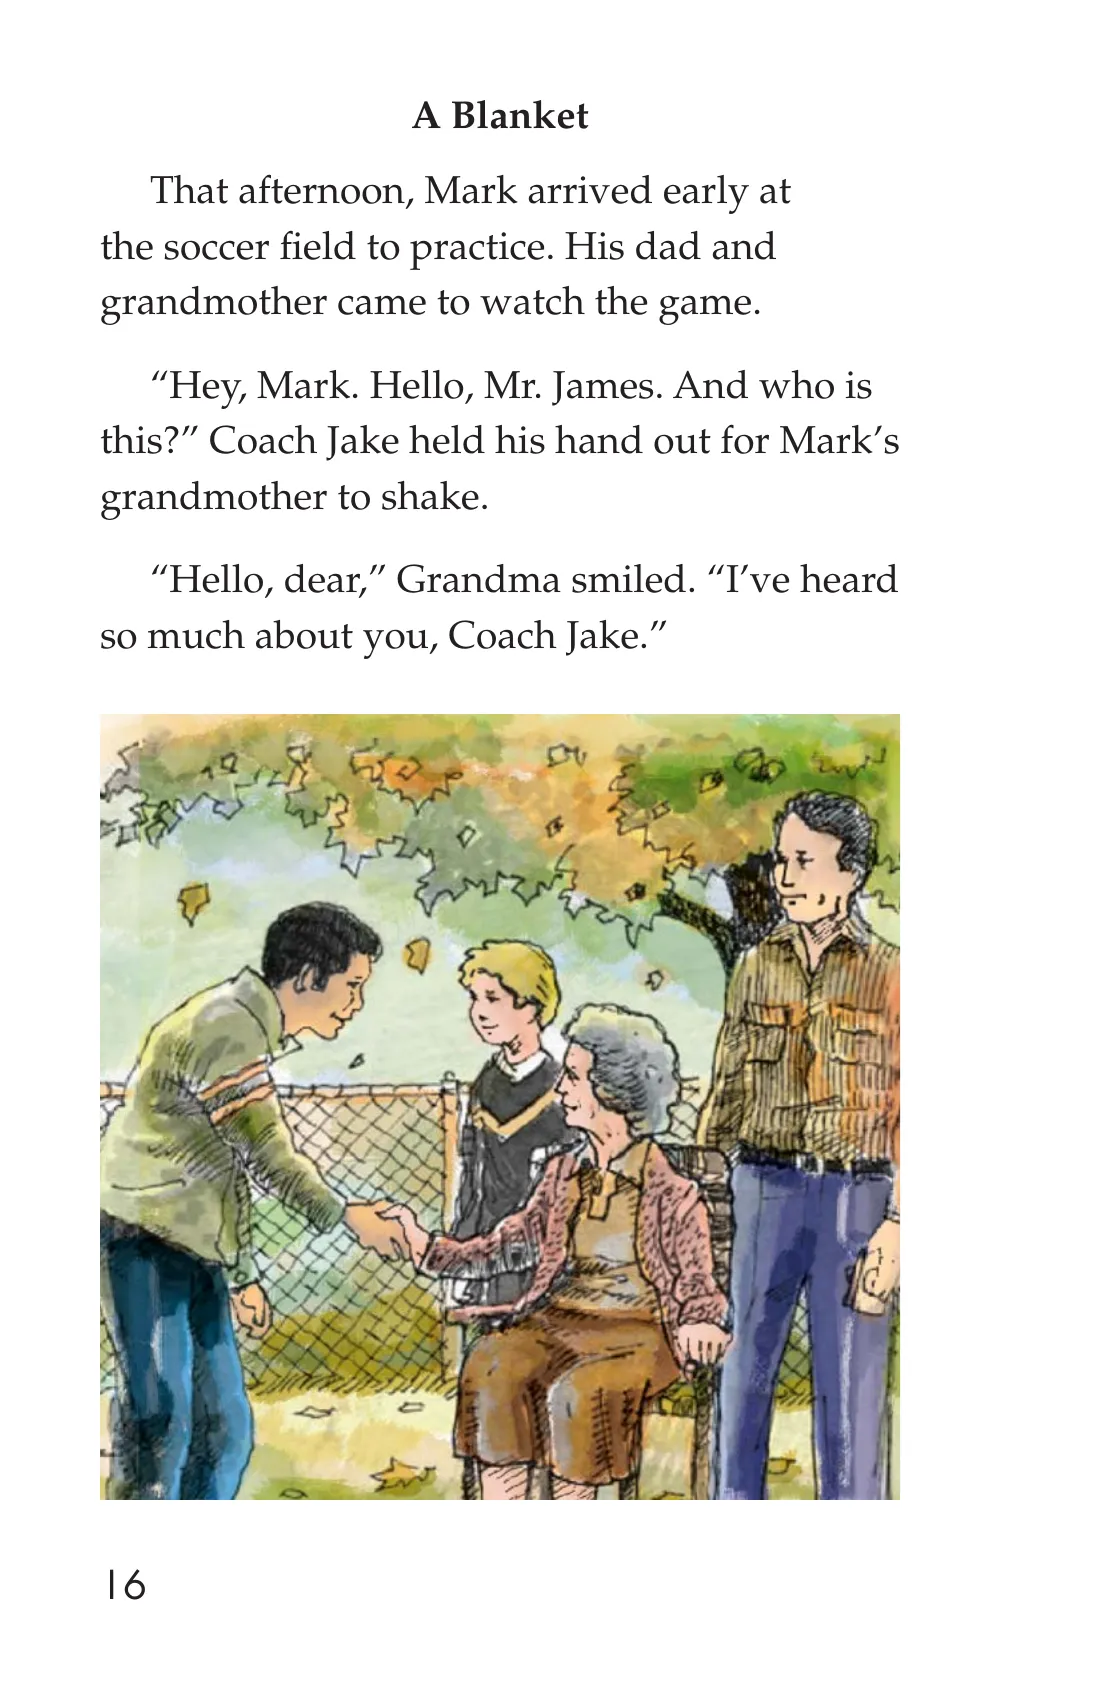 A Blanket
That afternoon, Mark arrived early at
the soccer field to practice. His dad and
grandmother came to watch the game.
“Hey, Mark. Hello, Mr. James. And who is
this?” Coach Jake held his hand out for Mark’s
grandmother to shake.
“Hello, dear,” Grandma smiled. “I’ve heard
so much about you, Coach Jake.”
16